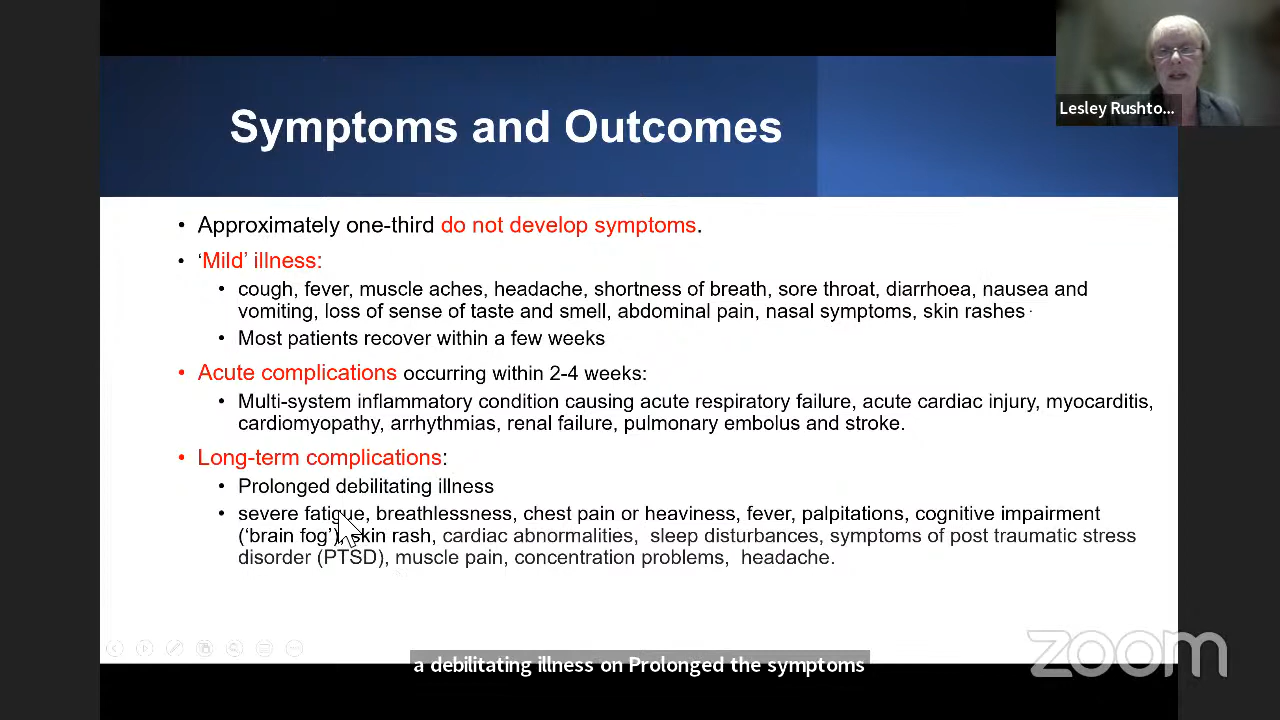 Lesley Rushto...
Symptoms and Outcomes
• Approximately one-third do not develop symptoms.
• ‘Mild’ illness:
• cough, fever, muscle aches, headache, shortness of breath, sore throat, diarrhoea, nausea and
vomiting, loss of sense of taste and smell, abdominal pain, nasal symptoms, skin rashes
• Most patients recover within a few weeks
• Acute complications occurring within 2-4 weeks:
• Multi-system inflammatory condition causing acute respiratory failure, acute cardiac injury, myocarditis,
cardiomyopathy, arrhythmias, renal failure, pulmonary embolus and stroke.
• Long-term complications:
• Prolonged debilitating illness
• severe fatigue, breathlessness, chest pain or heaviness, fever, palpitations, cognitive impairment
(‘brain fog’), skin rash, cardiac abnormalities, sleep disturbances, symptoms of post traumatic stress
disorder (PTSD), muscle pain, concentration problems, headache.
zoom
a debilitating illness on Prolonged the symptoms